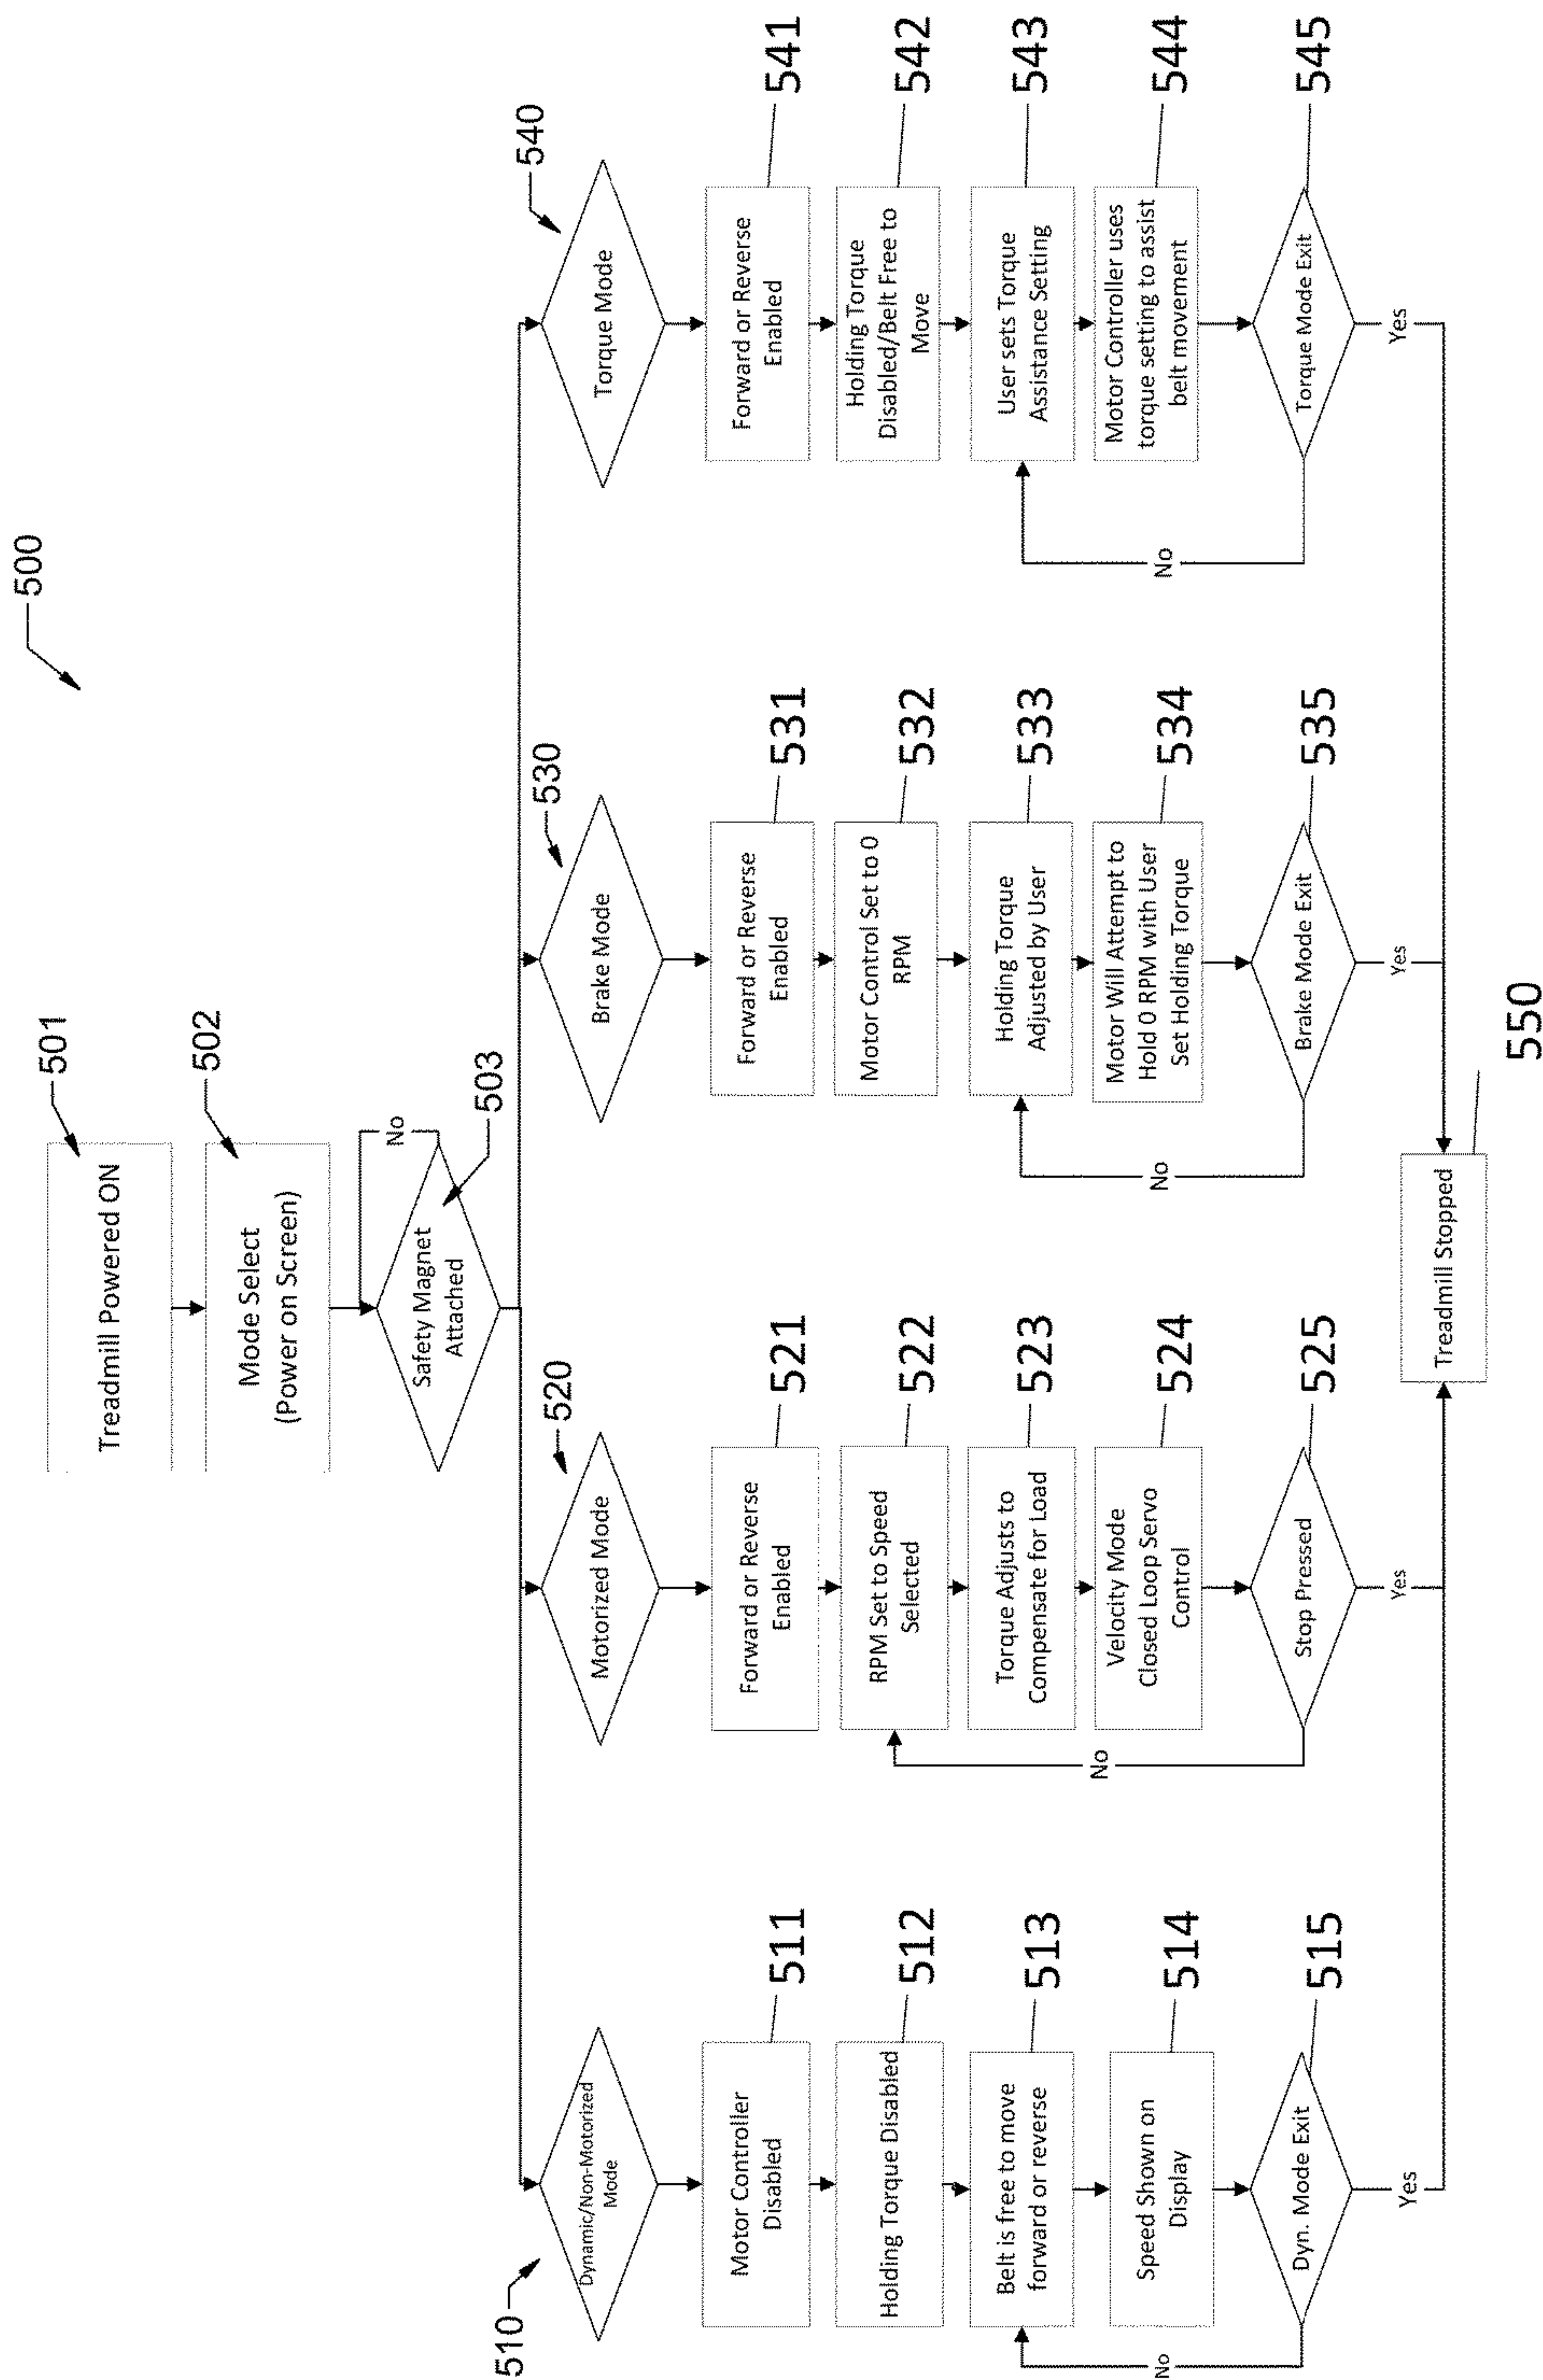 500
Treadmill Powered ON
501
Mode Select
(Power on Screen)
502
Safety Magnet
Attached
503
No
510
Dynamic/Non-Motorized
Mode
Motor Controller
Disabled
511
Holding Torque Disabled
512
Belt is free to move
forward or reverse
513
Speed Shown on
Display
514
Dyn. Mode Exit
515
No
Yes
520
Motorized Mode
Forward or Reverse
Enabled
521
RPM Set to Speed
Selected
522
Torque Adjusts to
Compensate for Load
523
Velocity Mode
Closed Loop Servo
Control
524
Stop Pressed
525
No
Yes
530
Brake Mode
Forward or Reverse
Enabled
531
Motor Control Set to 0
RPM
532
Holding Torque
Adjusted by User
533
Motor Will Attempt to
Hold 0 RPM with User
Set Holding Torque
534
Brake Mode Exit
535
No
Yes
540
Torque Mode
Forward or Reverse
Enabled
541
Holding Torque
Disabled/Belt Free to
Move
542
User sets Torque
Assistance Setting
543
Motor Controller uses
torque setting to assist
belt movement
544
Torque Mode Exit
545
No
Yes
Treadmill Stopped
550